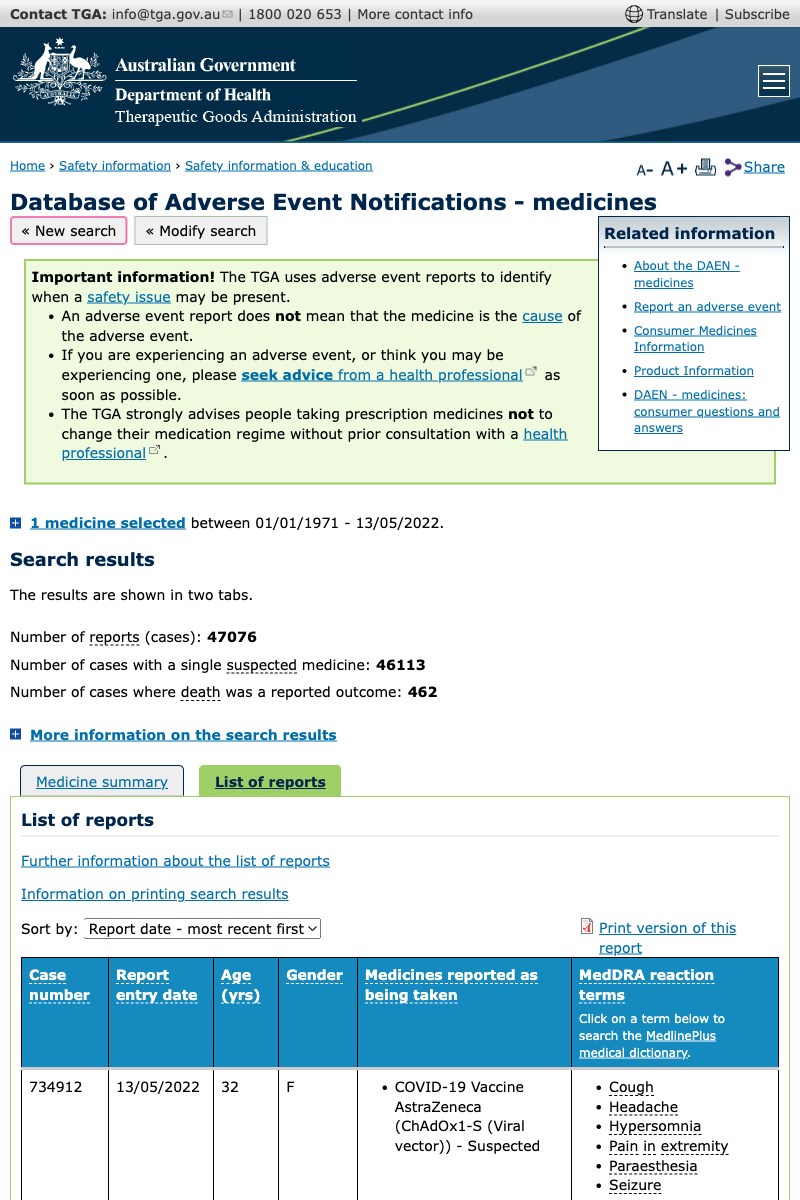 Contact TGA: info@tga.gov.au | 1800 020 653 | More contact info
Translate | Subscribe
Australian Government
Department of Health
Therapeutic Goods Administration
Home › Safety information › Safety information & education
A- A+ Share
Database of Adverse Event Notifications - medicines
« New search
« Modify search
Important information! The TGA uses adverse event reports to identify
when a safety issue may be present.
• An adverse event report does not mean that the medicine is the cause of
the adverse event.
• If you are experiencing an adverse event, or think you may be
experiencing one, please seek advice from a health professional as
soon as possible.
• The TGA strongly advises people taking prescription medicines not to
change their medication regime without prior consultation with a health
professional .
Related information
• About the DAEN -
medicines
• Report an adverse event
• Consumer Medicines
Information
• Product Information
• DAEN - medicines:
consumer questions and
answers
1 medicine selected between 01/01/1971 - 13/05/2022.
Search results
The results are shown in two tabs.
Number of reports (cases): 47076
Number of cases with a single suspected medicine: 46113
Number of cases where death was a reported outcome: 462
More information on the search results
Medicine summary
List of reports
List of reports
Further information about the list of reports
Information on printing search results
Sort by: Report date - most recent first
Print version of this
report
Case
number
Report
entry date
Age
(yrs)
Gender
Medicines reported as
being taken
MedDRA reaction
terms
Click on a term below to
search the MedlinePlus
medical dictionary.
734912
13/05/2022
32
F
• COVID-19 Vaccine
AstraZeneca
(ChAdOx1-S (Viral
vector)) - Suspected
• Cough
• Headache
• Hypersomnia
• Pain in extremity
• Paraesthesia
• Seizure